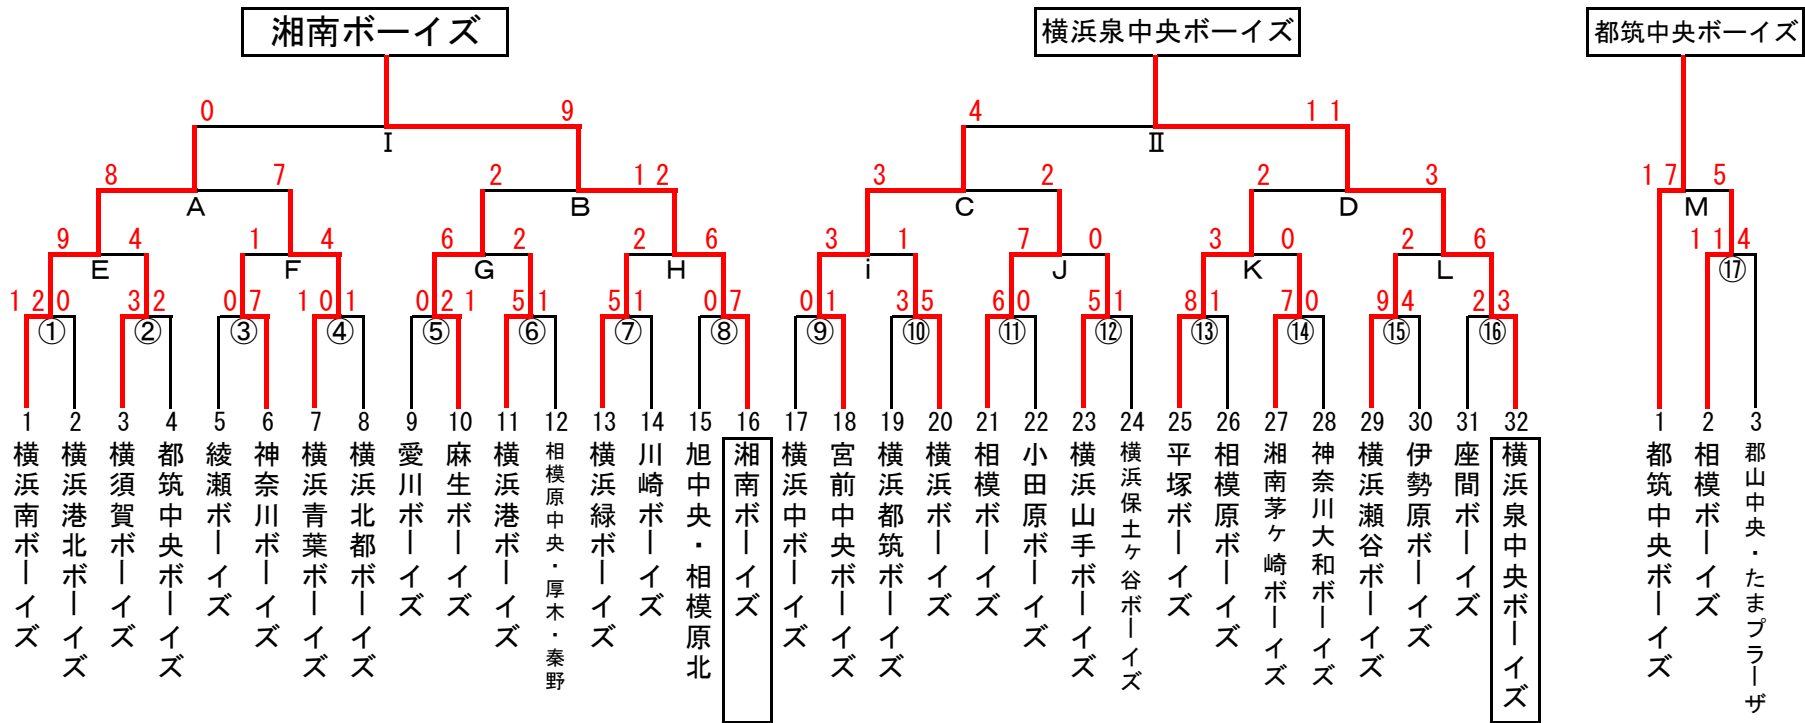 湘南ボーイズ 横浜泉中央ボーイズ 都筑中央ボーイズ
0 9 4 11
Ⅰ Ⅱ
8 7 2 12 3 2 2 3 17 5
A B C D M
9 4 1 4 6 2 2 6 3 1 7 0 3 0 2 6 11 4
E F G H i J K L ⑰
12 0 3 2 0 7 10 1 0 21 5 1 5 1 0 7 0 1 3 5 6 0 5 1 8 1 7 0 9 4 2 3
① ② ③ ④ ⑤ ⑥ ⑦ ⑧ ⑨ ⑩ ⑪ ⑫ ⑬ ⑭ ⑮ ⑯
1 2 3 4 5 6 7 8 9 10 11 12 13 14 15 16 17 18 19 20 21 22 23 24 25 26 27 28 29 30 31 32 1 2 3
横浜南ボーイズ
横浜港北ボーイズ
横須賀ボーイズ
都筑中央ボーイズ
綾瀬ボーイズ
神奈川ボーイズ
横浜青葉ボーイズ
横浜北都ボーイズ
愛川ボーイズ
麻生ボーイズ
横浜港ボーイズ
相模原中央・厚木・秦野
横浜緑ボーイズ
川崎ボーイズ
旭中央・相模原北
湘南ボーイズ
横浜中ボーイズ
宮前中央ボーイズ
横浜都筑ボーイズ
横浜ボーイズ
相模ボーイズ
小田原ボーイズ
横浜山手ボーイズ
横浜保土ヶ谷ボーイズ
平塚ボーイズ
相模原ボーイズ
湘南茅ヶ崎ボーイズ
神奈川大和ボーイズ
横浜瀬谷ボーイズ
伊勢原ボーイズ
座間ボーイズ
横浜泉中央ボーイズ
都筑中央ボーイズ
相模ボーイズ
郡山中央・たまプラーザ